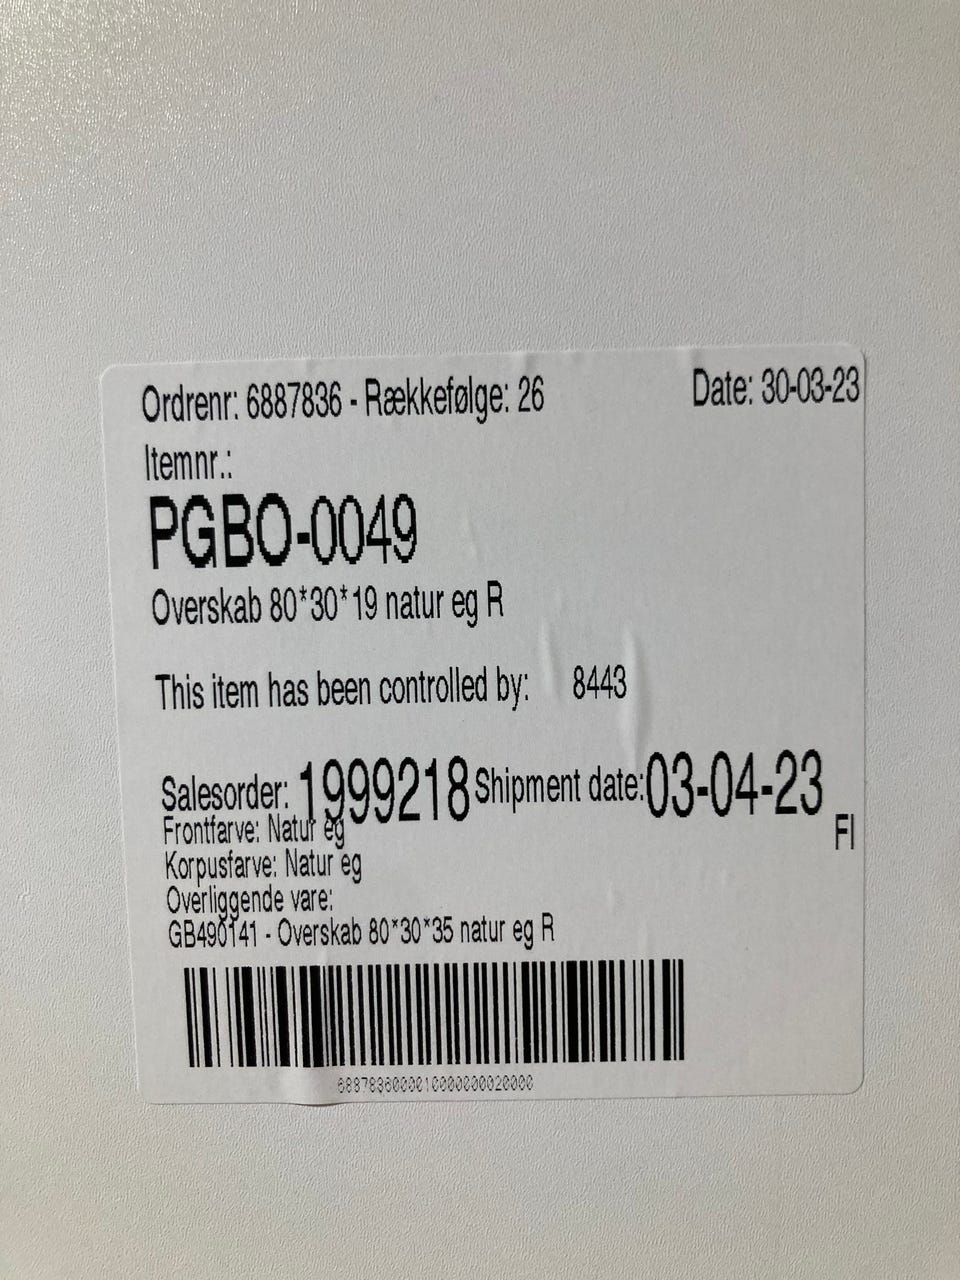 Ordrenr: 6887836 - Rækkefølge: 26 Date: 30-03-23
Itemnr.:
PGBO-0049
Overskab 80*30*19 natur eg R
This item has been controlled by: 8443
Salesorder: 1999218 Shipment date: 03-04-23
Frontfarve: Natur eg
FI
Korpusfarve: Natur eg
Overliggende vare:
GB490141 - Overskab 80*30*35 natur eg R
6887836000010000000020000